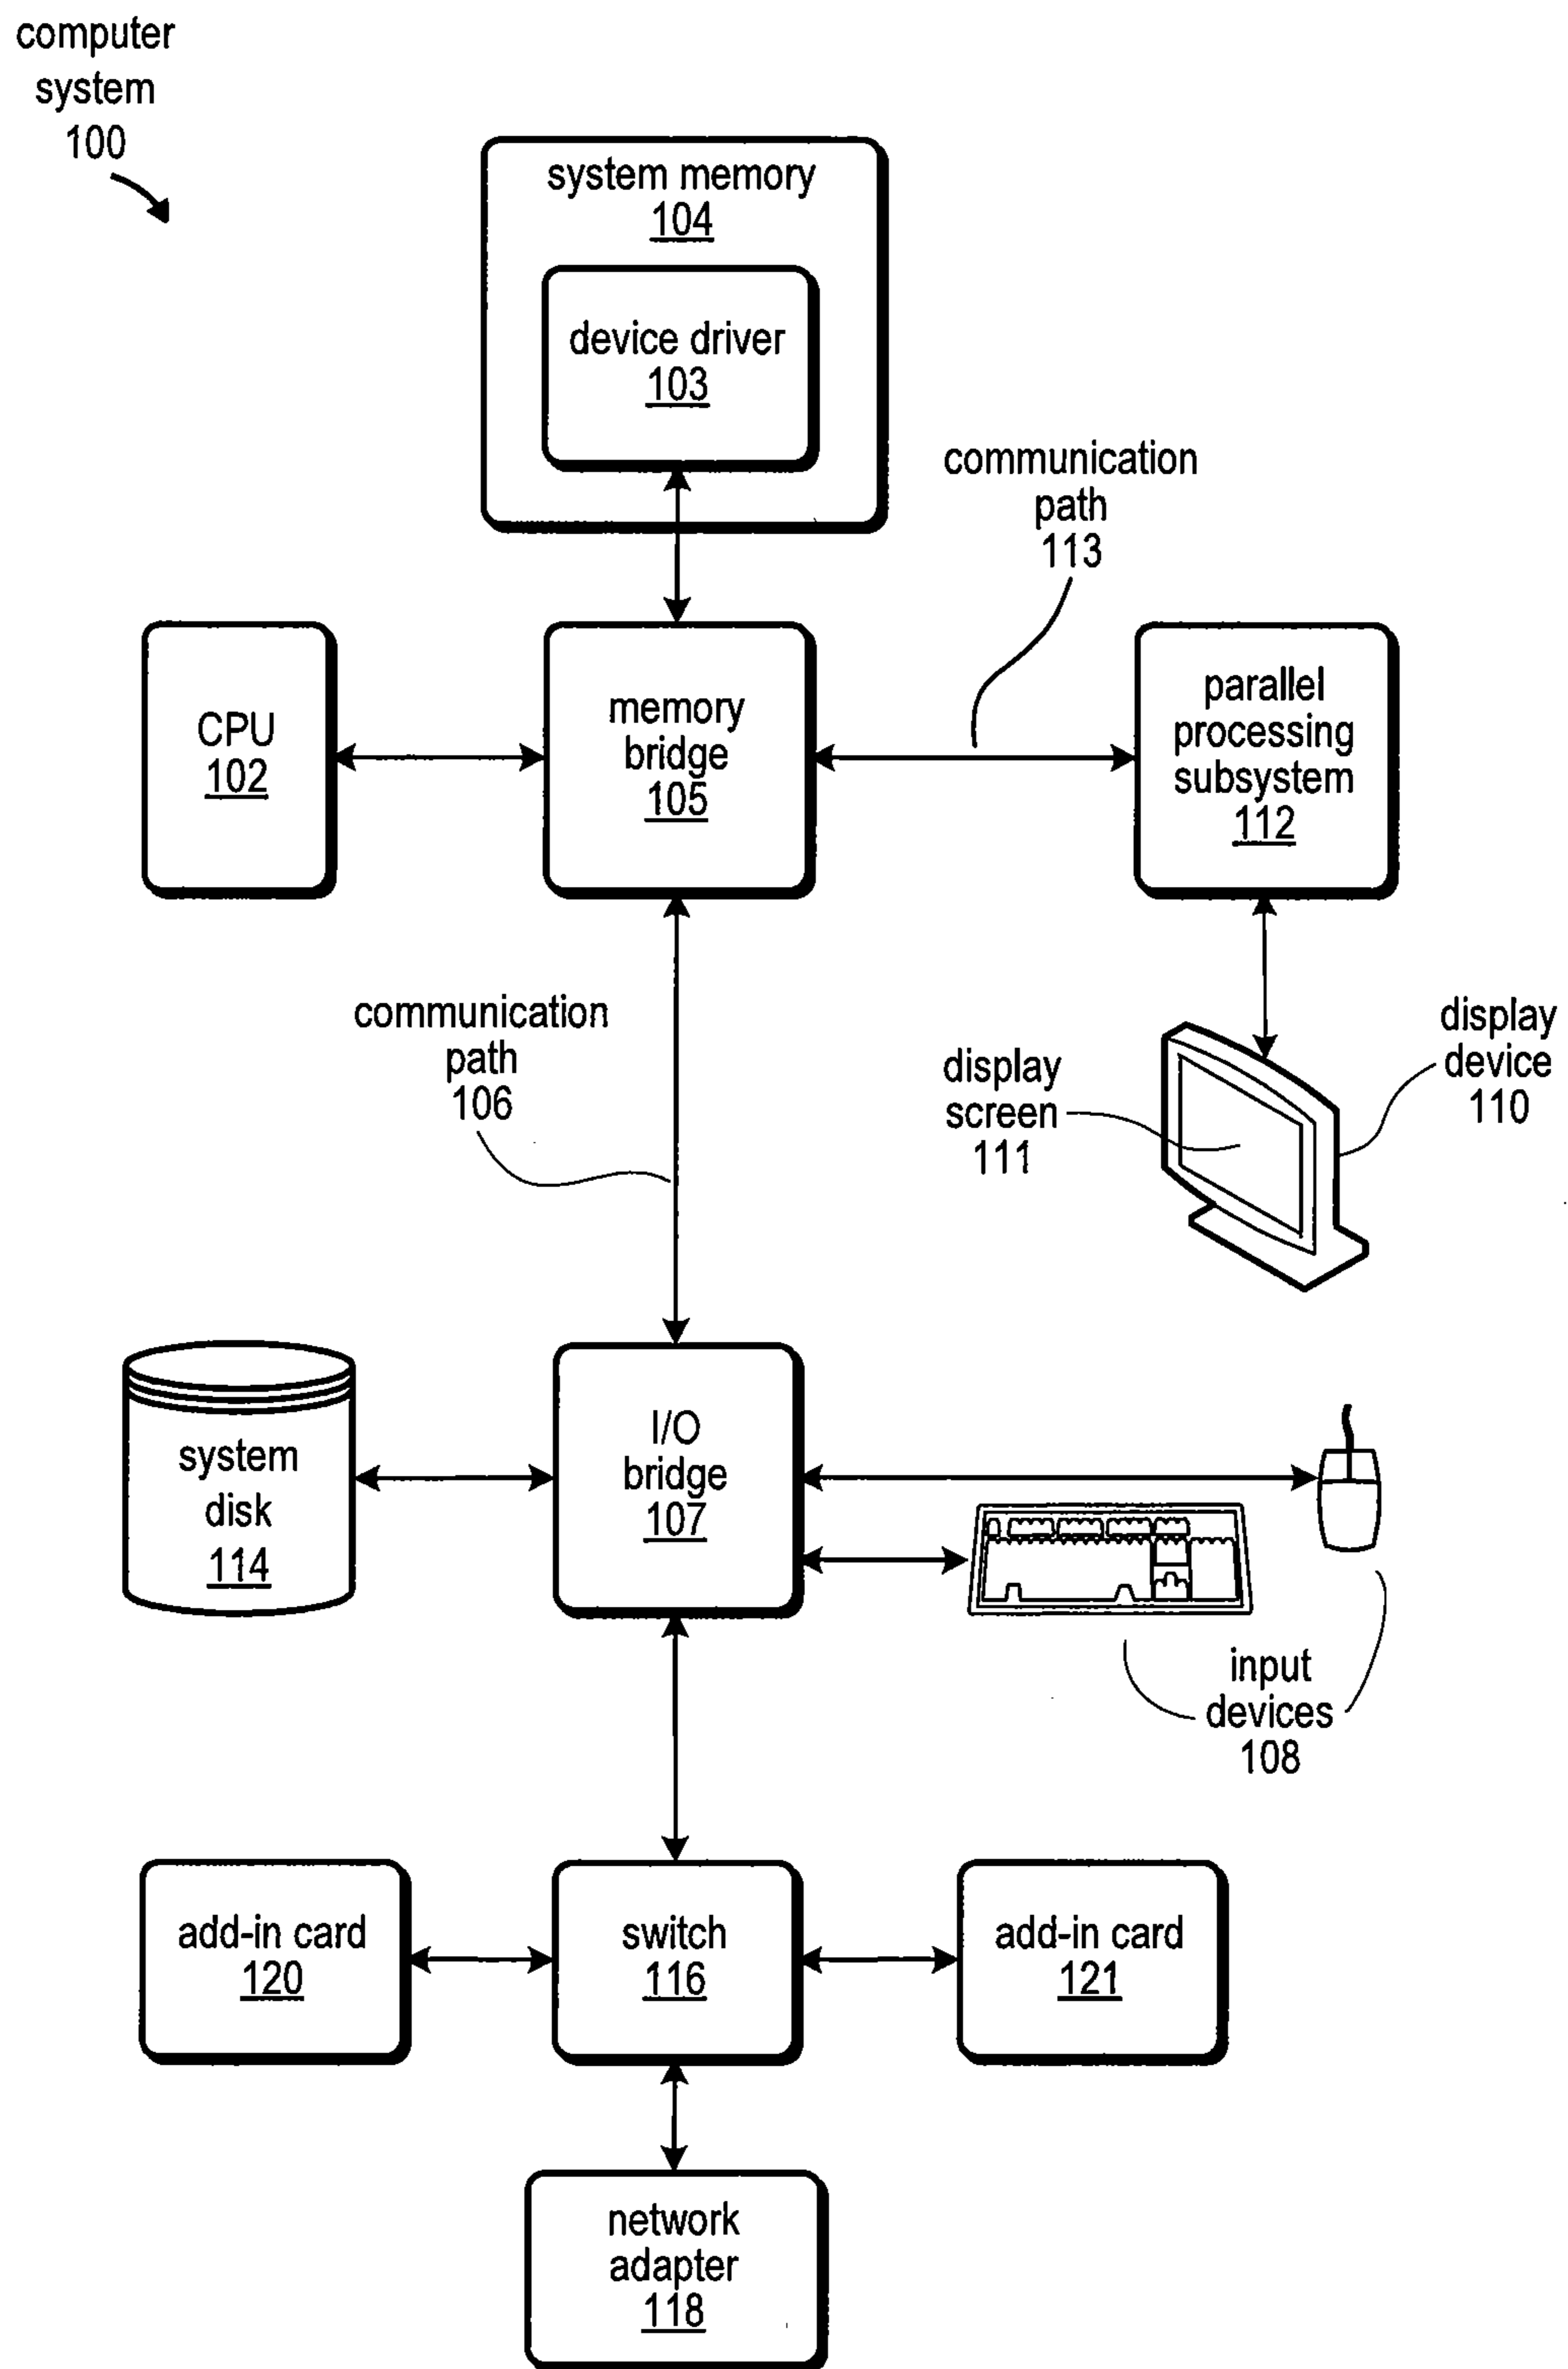 computer
system
100
system memory
104
device driver
103
communication
path
113
CPU
102
memory
bridge
105
parallel
processing
subsystem
112
communication
path
106
display
screen
111
display
device
110
system
disk
114
I/O
bridge
107
input
devices
108
add-in card
120
switch
116
add-in card
121
network
adapter
118